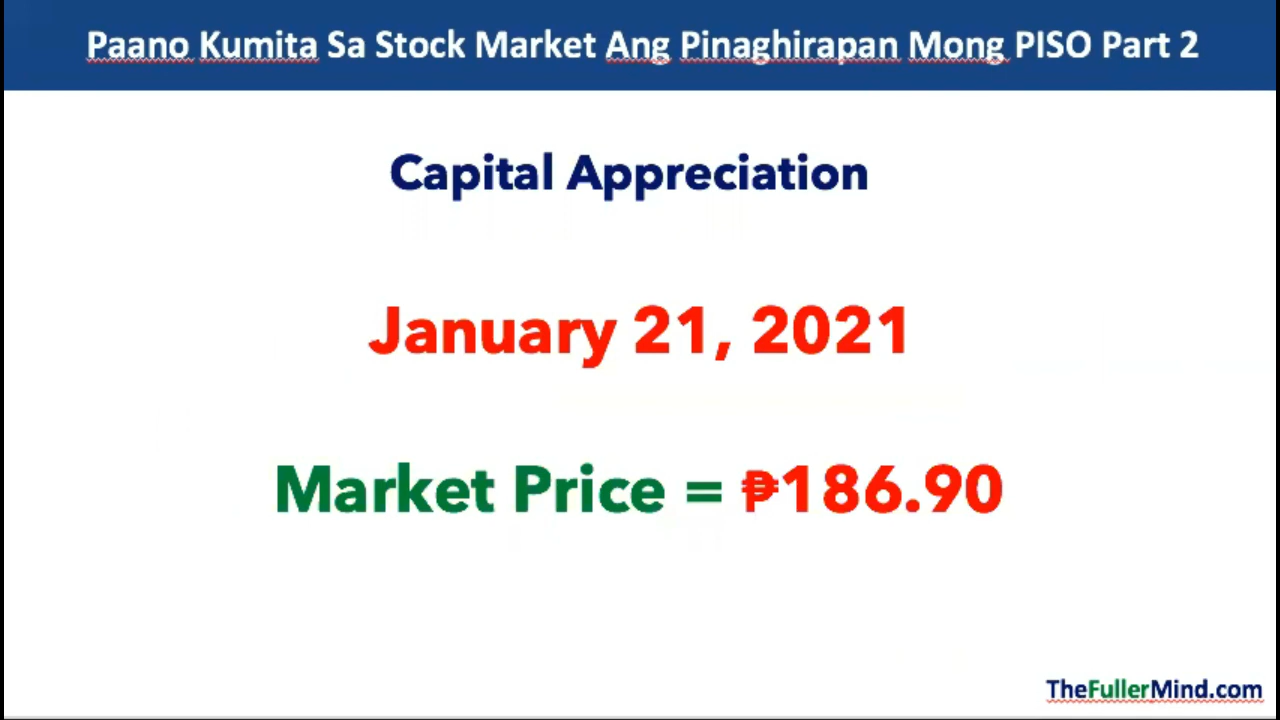 Paano Kumita Sa Stock Market Ang Pinaghirapan Mong PISO Part 2
Capital Appreciation
January 21, 2021
Market Price = ₱186.90
TheFullerMind.com